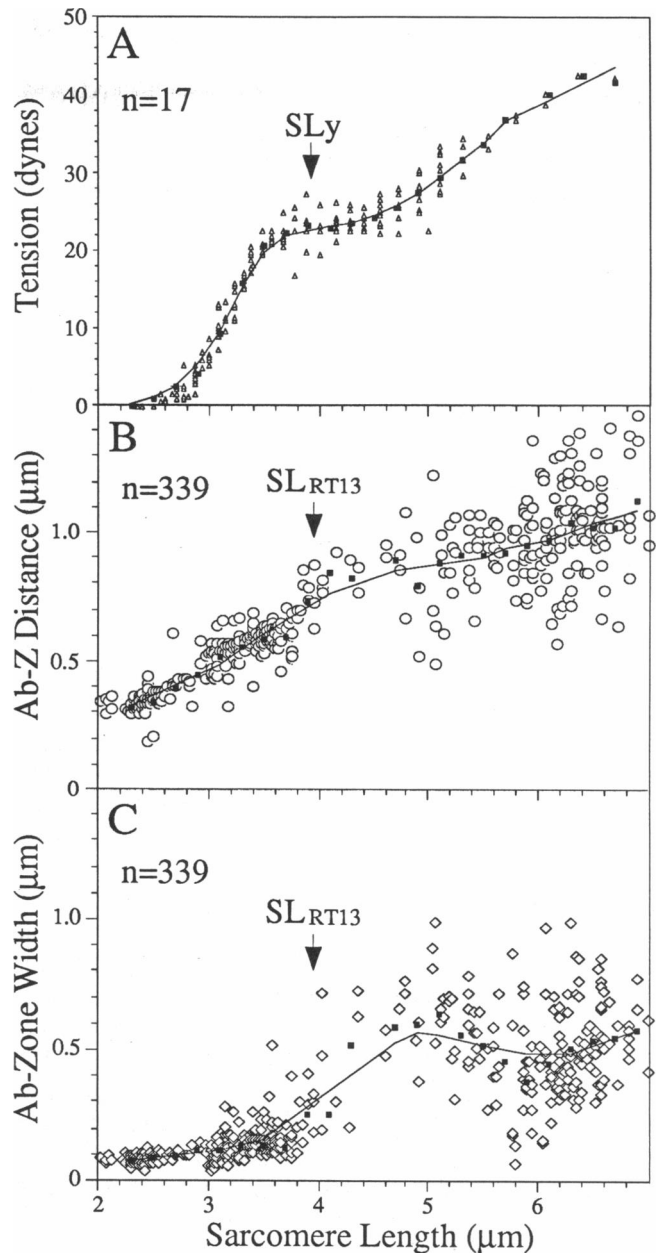 50
A
n=17
SLy
40
30
20
10
0
Tension (dynes)
B
n=339
SLRT13
1.0
0.5
0
Ab-Z Distance (μm)
C
n=339
SLRT13
1.0
0.5
0
Ab-Zone Width (μm)
2 3 4 5 6
Sarcomere Length (μm)